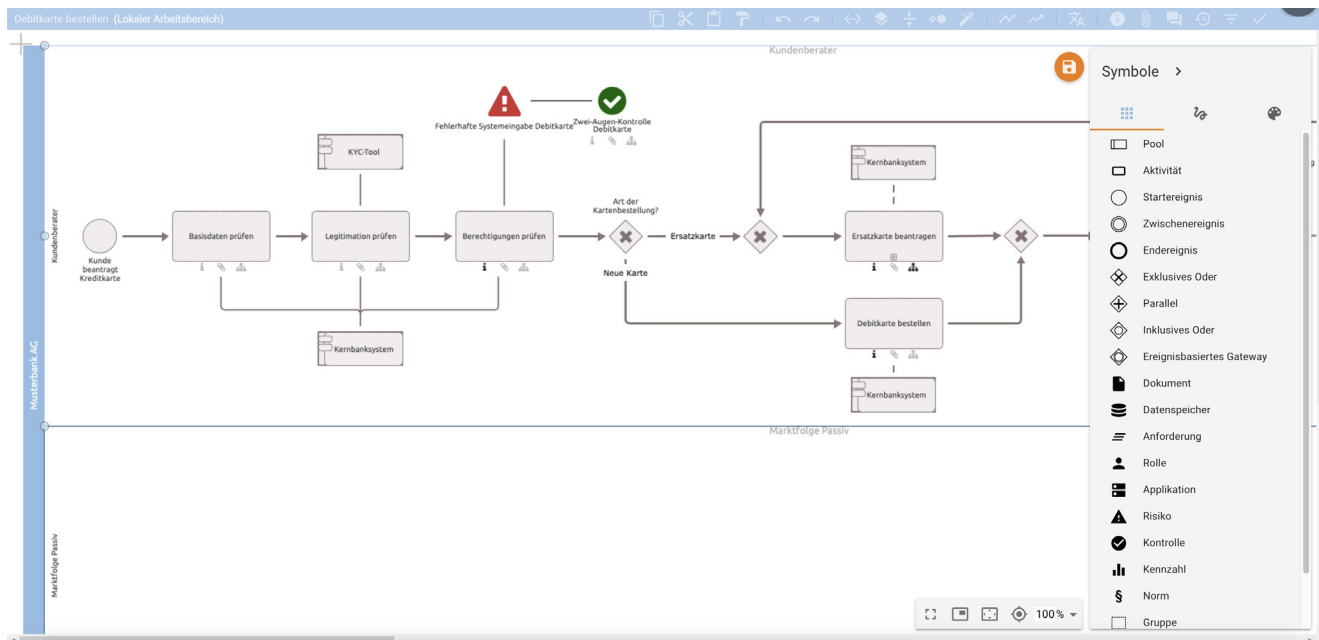 Debitkarte bestellen (Lokaler Arbeitsbereich)
Kundenberater
Symbole
Fehlerhafte Systemeingabe Debitkarte
Zwei-Augen-Kontrolle
Debitkarte
KYC-Tool
Kernbanksystem
Art der
Kartenbestellung?
Kundenberater
Basisdaten prüfen
Legitimation prüfen
Berechtigungen prüfen
Ersatzkarte
Ersatzkarte beantragen
Kunde
beantragt
Kreditkarte
Neue Karte
Debitkarte bestellen
Kernbanksystem
Kernbanksystem
Musterbank AG
Marktfolge Passiv
Marktfolge Passiv
Pool
Aktivität
Startereignis
Zwischenereignis
Endereignis
Exklusives Oder
Parallel
Inklusives Oder
Ereignisbasiertes Gateway
Dokument
Datenspeicher
Anforderung
Rolle
Applikation
Risiko
Kontrolle
Kennzahl
§ Norm
Gruppe
100%